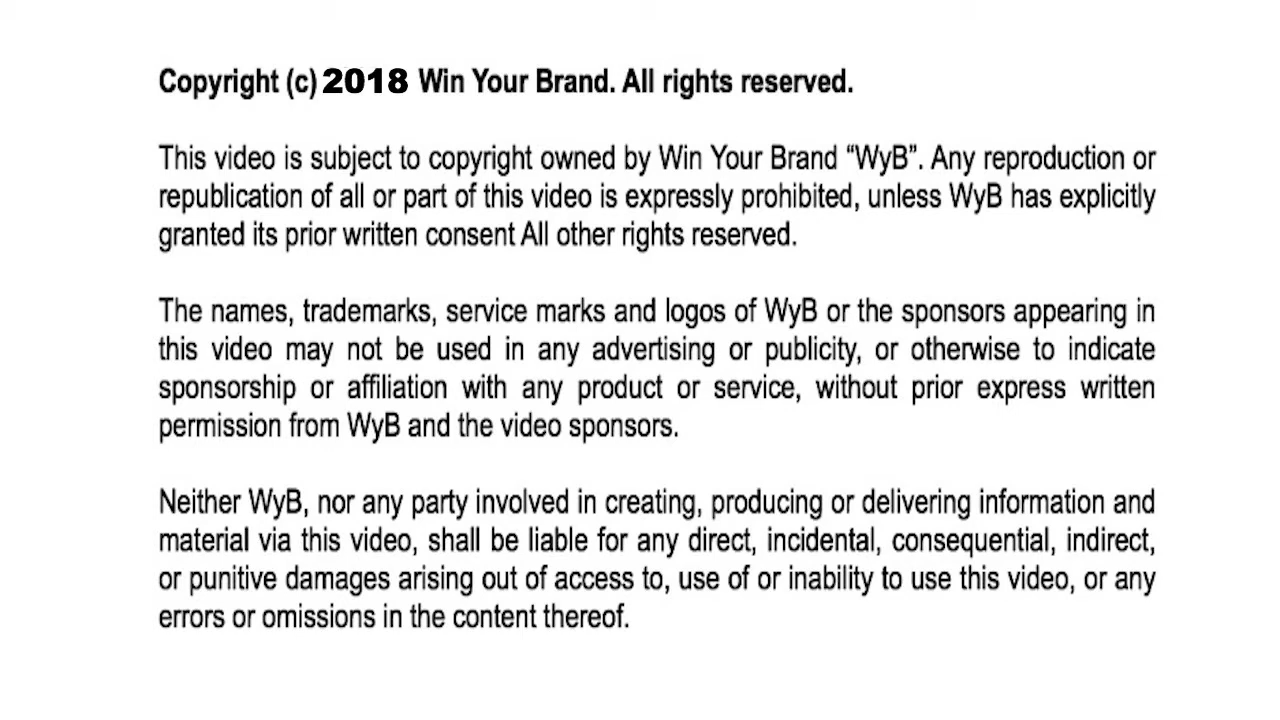 Copyright (c) 2018 Win Your Brand. All rights reserved.
This video is subject to copyright owned by Win Your Brand “WyB”. Any reproduction or
republication of all or part of this video is expressly prohibited, unless WyB has explicitly
granted its prior written consent All other rights reserved.
The names, trademarks, service marks and logos of WyB or the sponsors appearing in
this video may not be used in any advertising or publicity, or otherwise to indicate
sponsorship or affiliation with any product or service, without prior express written
permission from WyB and the video sponsors.
Neither WyB, nor any party involved in creating, producing or delivering information and
material via this video, shall be liable for any direct, incidental, consequential, indirect,
or punitive damages arising out of access to, use of or inability to use this video, or any
errors or omissions in the content thereof.